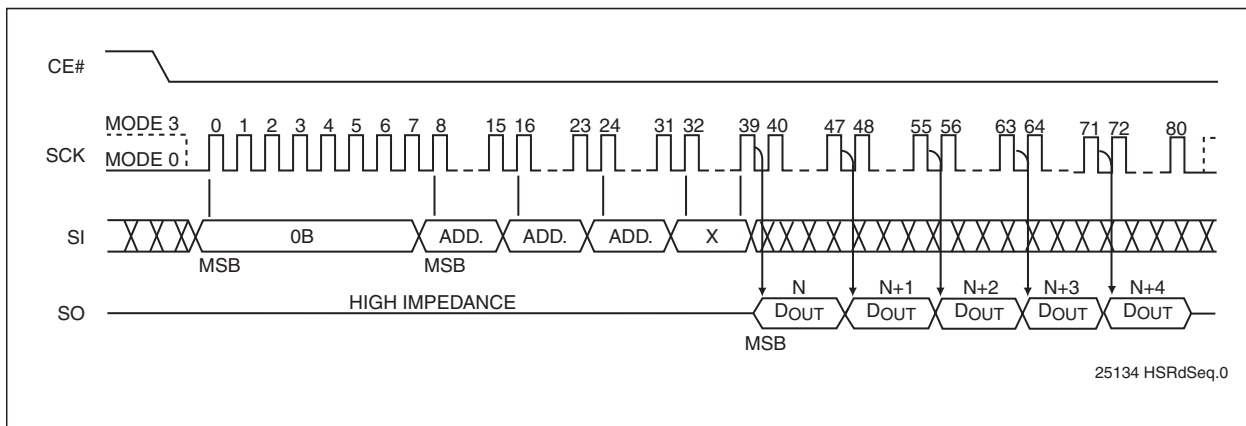 CE#
MODE 3
0 1 2 3 4 5 6 7 8 15 16 23 24 31 32 39 40 47 48 55 56 63 64 71 72 80
SCK
MODE 0
SI
0B ADD. ADD. ADD. X
MSB MSB
N N+1 N+2 N+3 N+4
HIGH IMPEDANCE
SO
DOUT DOUT DOUT DOUT DOUT
MSB
25134 HSRdSeq.0